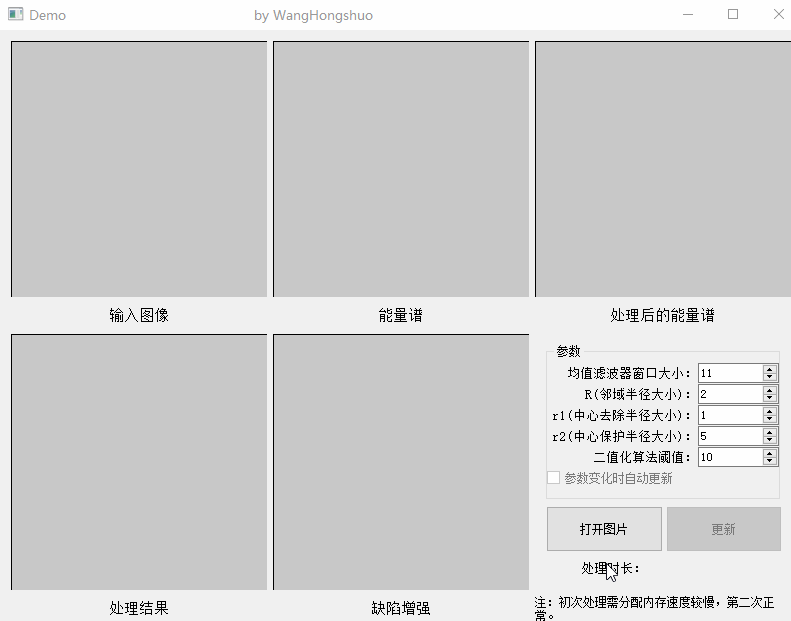 Demo by WangHongshuo
输入图像 能量谱 处理后的能量谱
参数
均值滤波器窗口大小: 11
R(邻域半径大小): 2
r1(中心去除半径大小): 1
r2(中心保护半径大小): 5
二值化算法阈值: 10
参数变化时自动更新
打开图片 更新
处理时长:
处理结果 缺陷增强
注: 初次处理需分配内存速度较慢，第二次正
常。